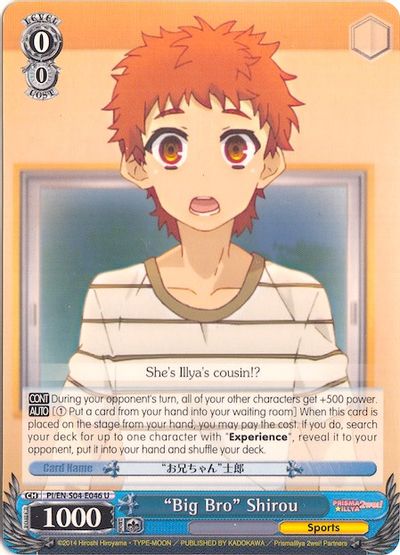 LEVEL
0
0
COST
She's Illya's cousin!?
CONT During your opponent's turn, all of your other characters get +500 power.
AUTO [① Put a card from your hand into your waiting room] When this card is
placed on the stage from your hand, you may pay the cost. If you do, search
your deck for up to one character with "Experience", reveal it to your
opponent, put it into your hand and shuffle your deck.
Card Name "お兄ちゃん"士郎
CH PI/EN-S04-E046 U
"Big Bro" Shirou
PRISMA☆ILLYA 2wei!
POWER
1000
Sports
©2014 Hiroshi Hiroyama・TYPE-MOON / PUBLISHED BY KADOKAWA / PrismaIllya 2wei! Partners